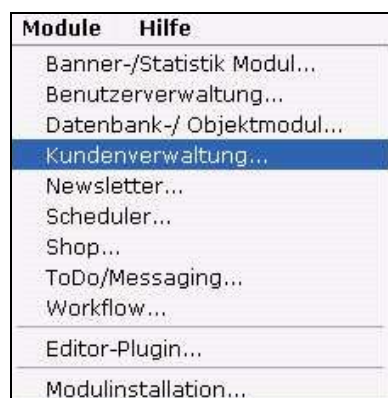 Module Hilfe
Banner-/Statistik Modul...
Benutzerverwaltung...
Datenbank-/ Objektmodul...
Kundenverwaltung...
Newsletter...
Scheduler...
Shop...
ToDo/Messaging...
Workflow...
Editor-Plugin...
Modulinstallation...